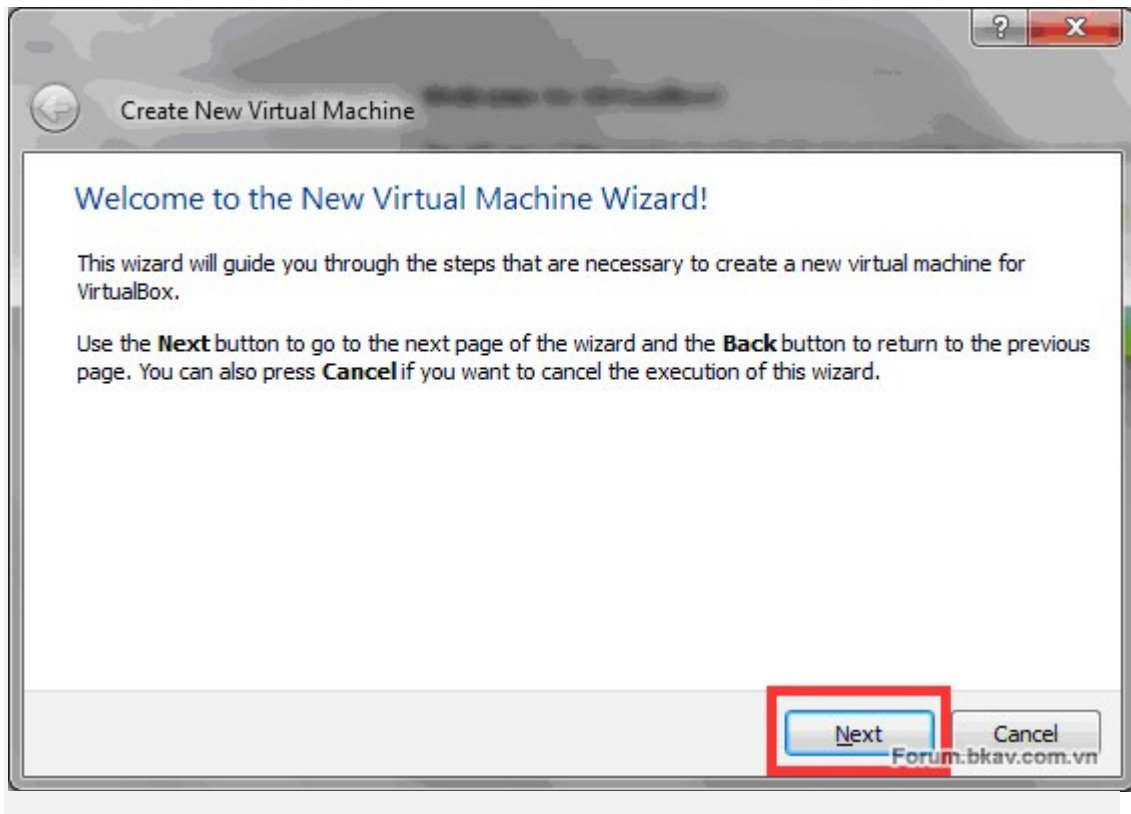 ?
X
Create New Virtual Machine
Welcome to the New Virtual Machine Wizard!
This wizard will guide you through the steps that are necessary to create a new virtual machine for
VirtualBox.
Use the Next button to go to the next page of the wizard and the Back button to return to the previous
page. You can also press Cancel if you want to cancel the execution of this wizard.
Next
Cancel
Forum.bkav.com.vn